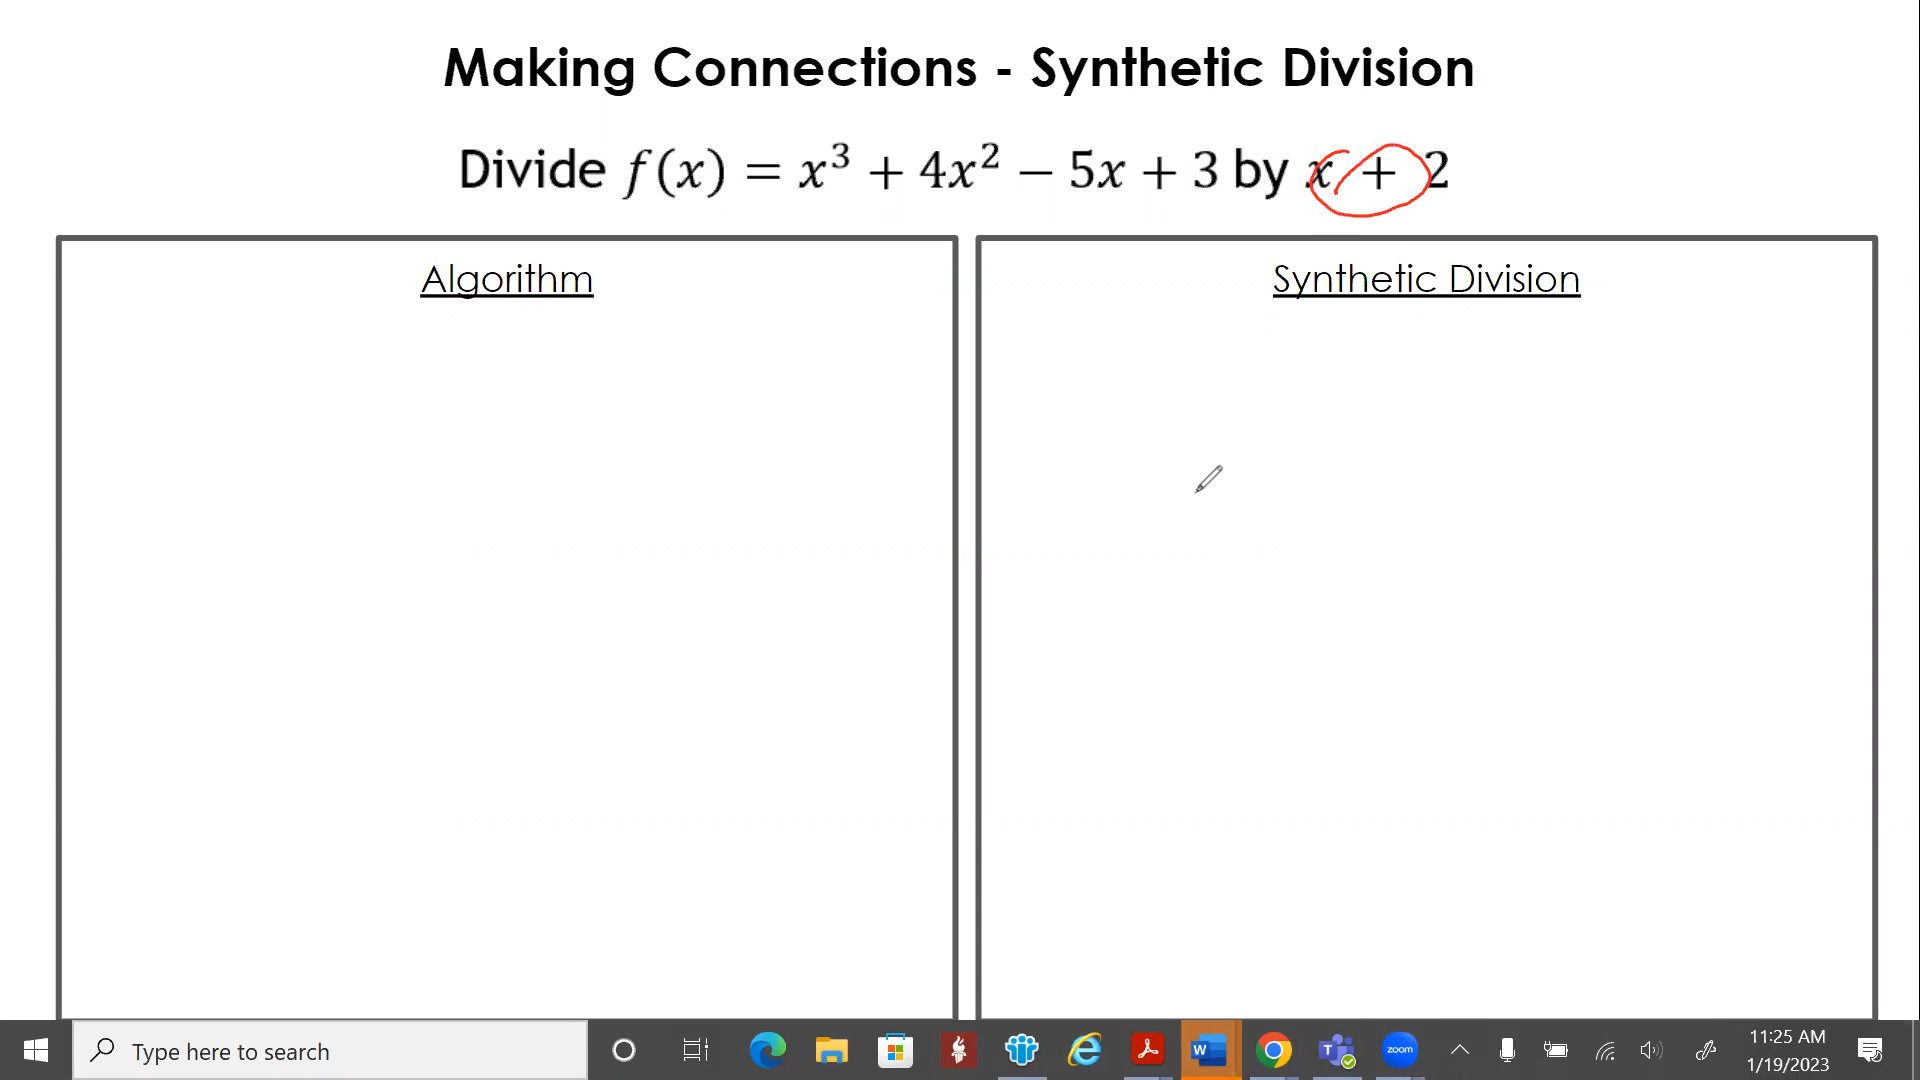 Making Connections - Synthetic Division
Divide f(x) = x³ + 4x² − 5x + 3 by x + 2
Algorithm
Synthetic Division
Type here to search
W
T
zoom
11:25 AM
1/19/2023